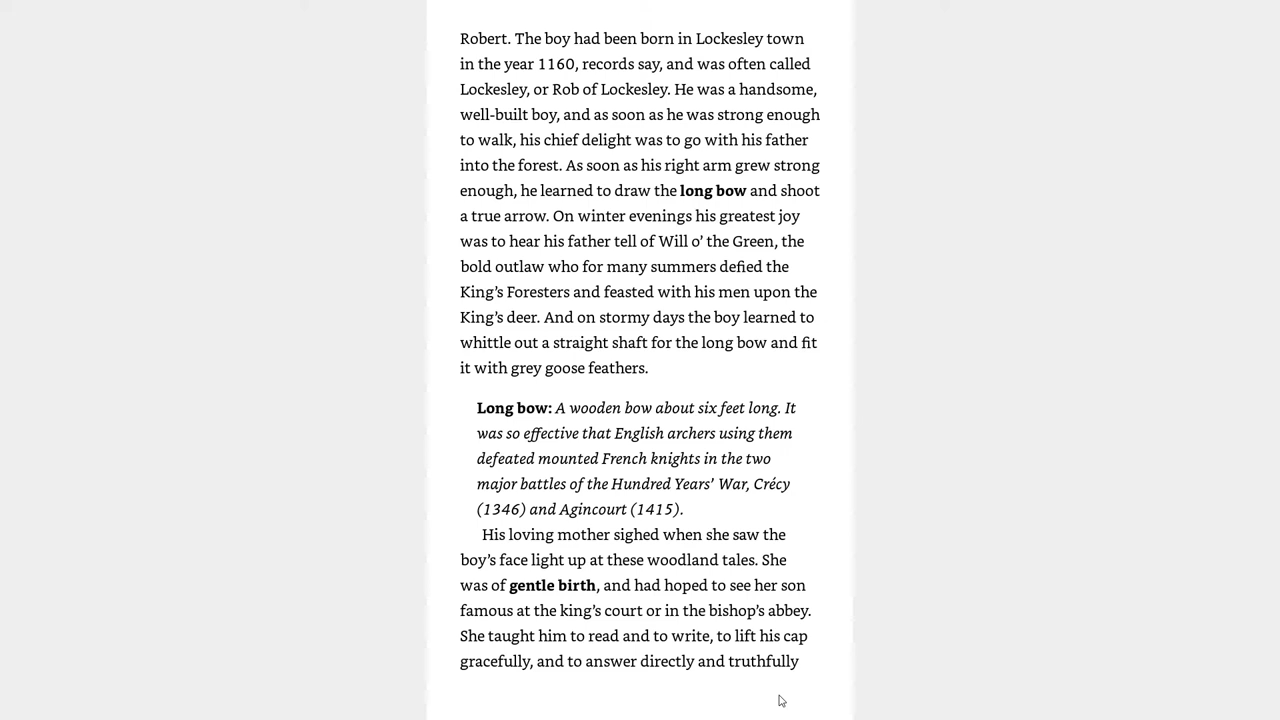 Robert. The boy had been born in Lockesley town
in the year 1160, records say, and was often called
Lockesley, or Rob of Lockesley. He was a handsome,
well-built boy, and as soon as he was strong enough
to walk, his chief delight was to go with his father
into the forest. As soon as his right arm grew strong
enough, he learned to draw the long bow and shoot
a true arrow. On winter evenings his greatest joy
was to hear his father tell of Will o’ the Green, the
bold outlaw who for many summers defied the
King’s Foresters and feasted with his men upon the
King’s deer. And on stormy days the boy learned to
whittle out a straight shaft for the long bow and fit
it with grey goose feathers.
Long bow: A wooden bow about six feet long. It
was so effective that English archers using them
defeated mounted French knights in the two
major battles of the Hundred Years’ War, Crécy
(1346) and Agincourt (1415).
His loving mother sighed when she saw the
boy’s face light up at these woodland tales. She
was of gentle birth, and had hoped to see her son
famous at the king’s court or in the bishop’s abbey.
She taught him to read and to write, to lift his cap
gracefully, and to answer directly and truthfully